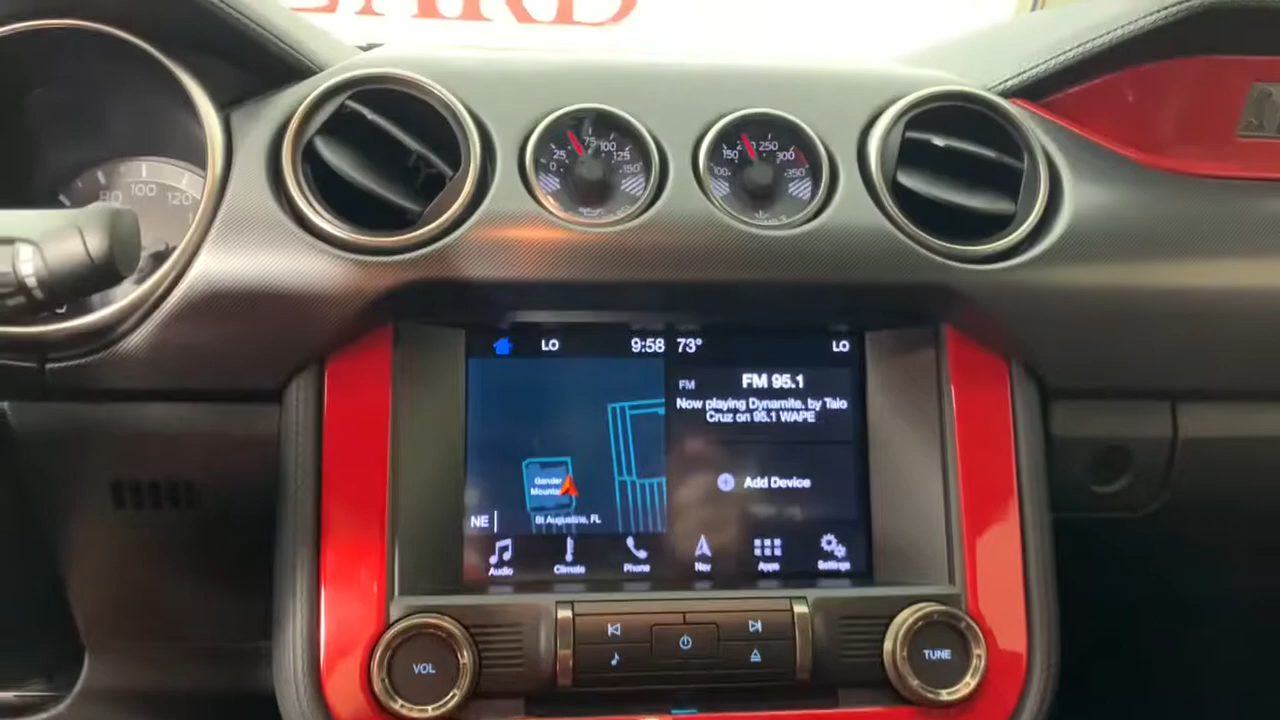 80 100 120
0 25 75 100 125 150
100 150 250 300 350
LO 9:58 73° LO
FM FM 95.1
Now playing Dynamite. by Taio
Cruz on 95.1 WAPE
Gander
Add Device
NE St Augustine, FL
Audio Climate Phone Nav Apps Settings
VOL TUNE